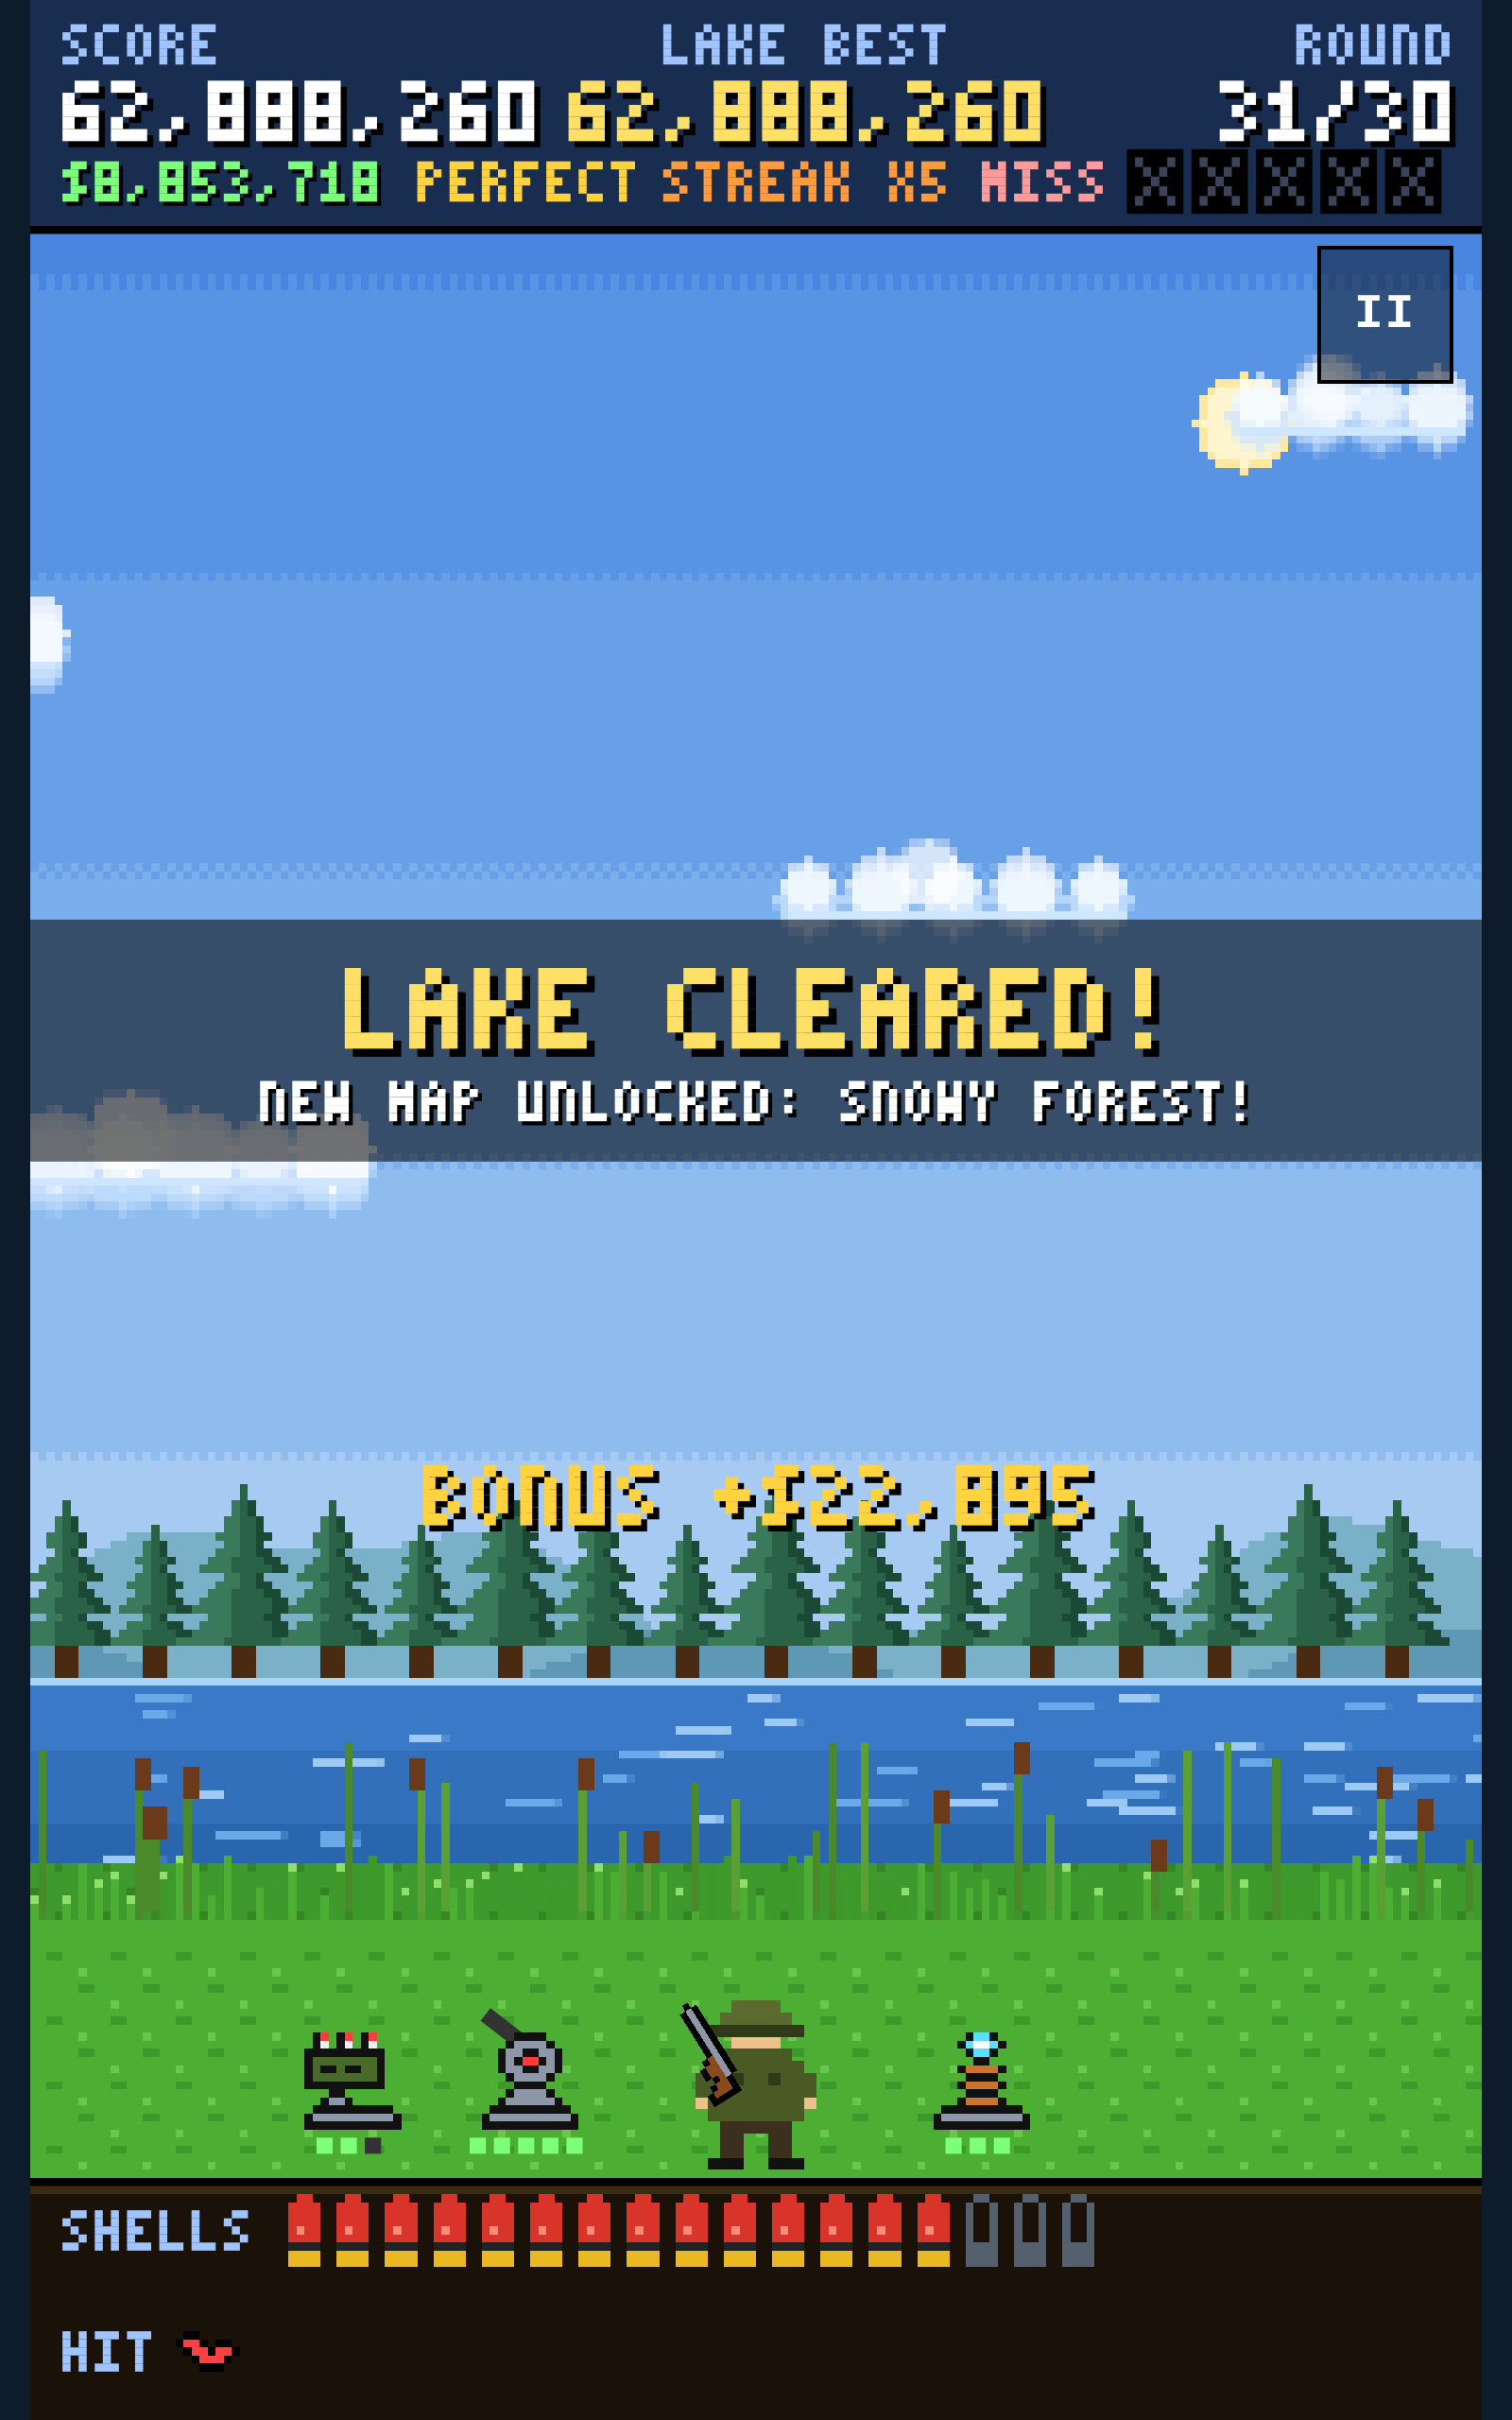 SCORE LAKE BEST ROUND
62,888,260 62,888,260 31/30
$8,853,718 PERFECT STREAK X5 MISS X X X X X
II
LAKE CLEARED!
NEW MAP UNLOCKED: SNOWY FOREST!
BONUS +$22,895
SHELLS
HIT